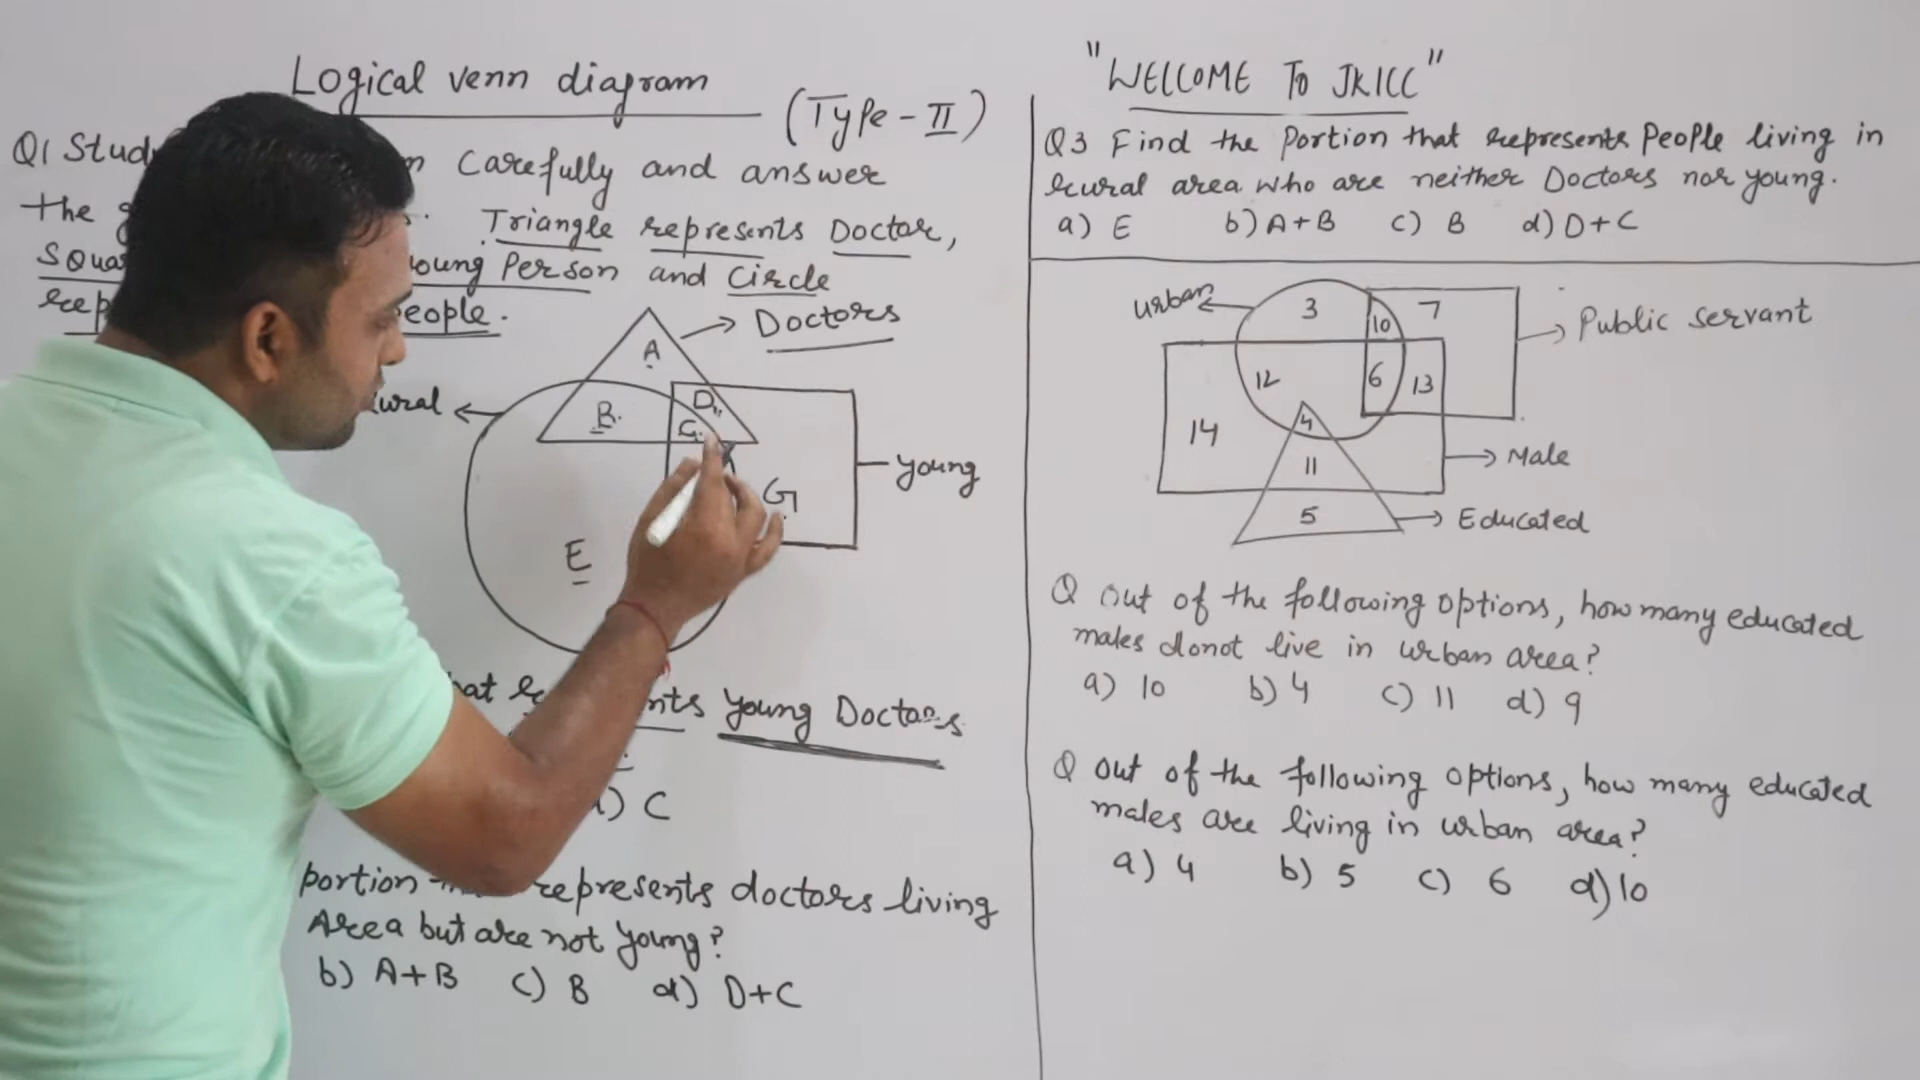 Logical venn diagram
(Type-II)
Q1 Carefully and answer
the Triangle represents Doctor,
Person and Circle
eople.
A
→ Doctors
B.
D
C.
young
G
E
young Doctors
C
portion represents doctors living
Area but are not young?
b) A+B c) B d) D+C
"WELCOME To JKICC"
Q3 Find the Portion that represents People living in
rural area who are neither Doctors nor young.
a) E b) A+B c) B d) D+C
urban
3
10
7
Public servant
12
6
13
14
4
11
Male
5
Educated
Q out of the following options, how many educated
males donot live in urban area?
a) 10 b) 4 c) 11 d) 9
Q out of the following options, how many educated
males are living in urban area?
a) 4 b) 5 c) 6 d) 10